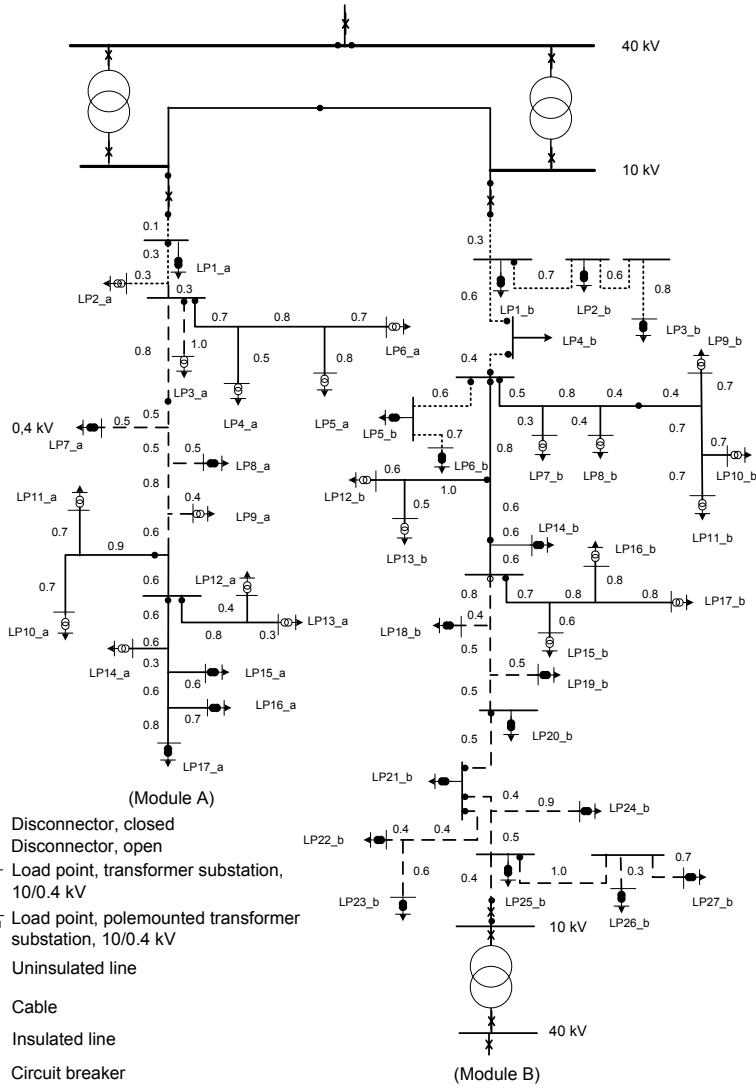 40 kV
10 kV
0.1
0.3
0.3
LP1_a
0.3
LP2_a
0.3
0.7
0.8
0.7
0.8
1.0
0.5
0.8
LP6_a
LP3_a
LP4_a
LP5_a
0,4 kV
0.5
0.5
LP7_a
0.5
0.5
LP8_a
0.8
0.4
LP9_a
LP11_a
0.6
0.7
0.9
0.7
0.6
LP12_a
0.6
0.4
LP13_a
0.8
0.3
LP10_a
0.6
LP14_a
0.3
LP15_a
0.6
0.6
LP16_a
0.7
0.8
LP17_a
(Module A)
0.3
0.7
0.6
0.6
0.8
LP1_b
LP2_b
LP3_b
LP4_b
LP9_b
0.4
0.6
0.5
0.8
0.4
0.4
0.7
LP5_b
0.7
0.3
0.4
0.7
0.7
LP10_b
0.8
LP6_b
LP7_b
LP8_b
0.7
LP12_b
0.6
1.0
0.5
LP11_b
0.6
LP13_b
0.6
LP14_b
0.6
LP16_b
0.8
0.7
0.8
0.8
0.8
LP17_b
0.4
LP18_b
0.6
LP15_b
0.5
0.5
LP19_b
0.5
LP20_b
0.5
LP21_b
0.4
0.9
LP24_b
LP22_b
0.4
0.4
0.5
0.6
0.4
1.0
0.3
0.7
LP23_b
LP25_b
LP26_b
LP27_b
10 kV
40 kV
(Module B)
Disconnector, closed
Disconnector, open
Load point, transformer substation,
10/0.4 kV
Load point, polemounted transformer
substation, 10/0.4 kV
Uninsulated line
Cable
Insulated line
Circuit breaker